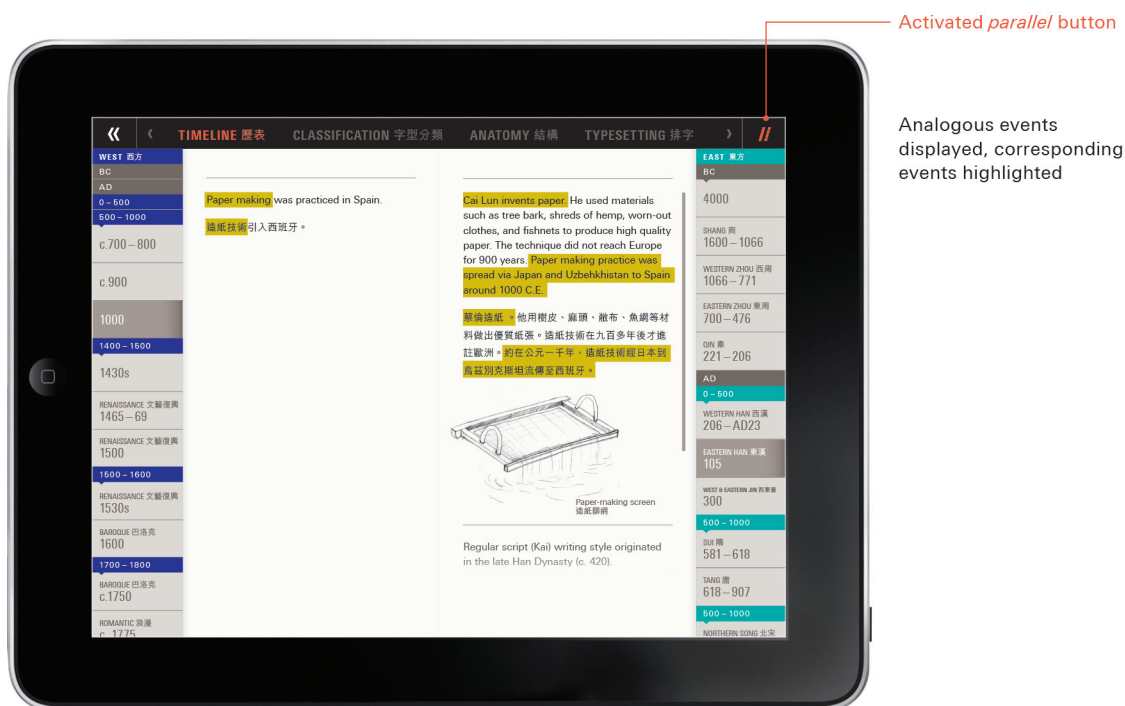 Activated parallel button
Analogous events
displayed, corresponding
events highlighted
« ‹ TIMELINE 歷表 CLASSIFICATION 字型分類 ANATOMY 結構 TYPESETTING 排字 › //
WEST 西方
BC
AD
0 – 500
500 – 1000
c.700 – 800
c.900
1000
1400 – 1500
1430s
RENAISSANCE 文藝復興
1465 – 69
RENAISSANCE 文藝復興
1500
1500 – 1600
RENAISSANCE 文藝復興
1530s
BAROQUE 巴洛克
1600
1700 – 1800
BAROQUE 巴洛克
c.1750
ROMANTIC 浪漫
c. 1775
Paper making was practiced in Spain.
造紙技術引入西班牙。
Cai Lun invents paper. He used materials
such as tree bark, shreds of hemp, worn-out
clothes, and fishnets to produce high quality
paper. The technique did not reach Europe
for 900 years. Paper making practice was
spread via Japan and Uzbehkhistan to Spain
around 1000 C.E.
蔡倫造紙 。他用樹皮、麻頭、敝布、魚網等材
料做出優質紙張。造紙技術在九百多年後才進
註歐洲。約在公元一千年，造紙技術經日本到
烏茲別克斯坦流傳至西班牙。
Paper-making screen
造紙篩網
Regular script (Kai) writing style originated
in the late Han Dynasty (c. 420).
EAST 東方
BC
4000
SHANG 商
1600 – 1066
WESTERN ZHOU 西周
1066 – 771
EASTERN ZHOU 東周
700 – 476
QIN 秦
221 – 206
AD
0 – 500
WESTERN HAN 西漢
206 – AD23
EASTERN HAN 東漢
105
WEST & EASTERN JIN
300
500 – 1000
SUI 隋
581 – 618
TANG 唐
618 – 907
500 – 1000
NORTHERN SONG 北宋